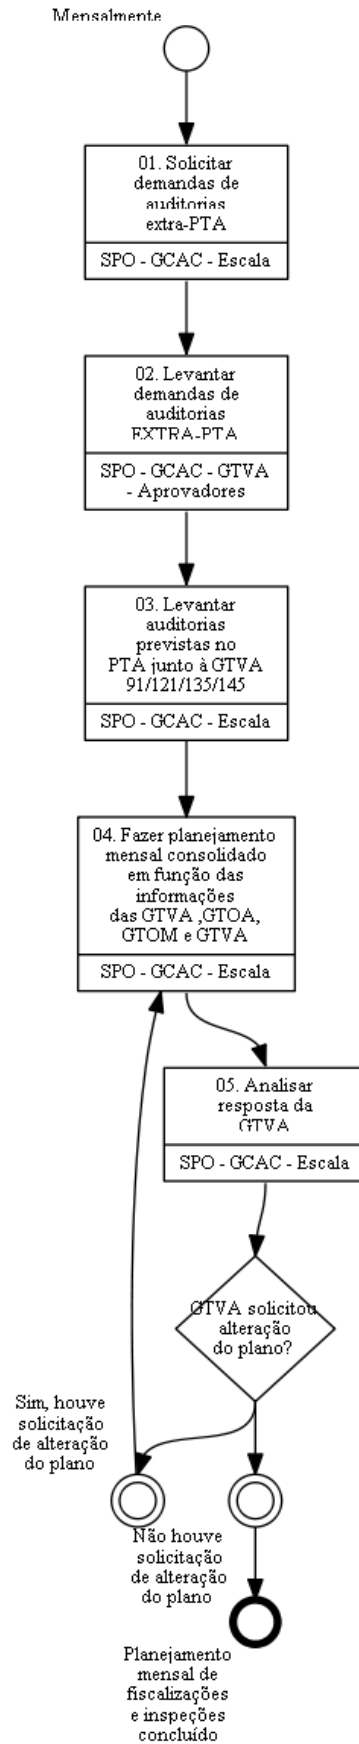 Mensalmente
01. Solicitar
demandas de
auditorias
extra-PTA
SPO - GCAC - Escala
02. Levantar
demandas de
auditorias
EXTRA-PTA
SPO - GCAC - GTVA
- Aprovadores
03. Levantar
auditorias
previstas no
PTA junto à GTVA
91/121/135/145
SPO - GCAC - Escala
04. Fazer planejamento
mensal consolidado
em função das
informações
das GTVA ,GTOA,
GTOM e GTVA
SPO - GCAC - Escala
05. Analisar
resposta da
GTVA
SPO - GCAC - Escala
GTVA solicitou
alteração
do plano?
Sim, houve
solicitação
de alteração
do plano
Não houve
solicitação
de alteração
do plano
Planejamento
mensal de
fiscalizações
e inspeções
concluído